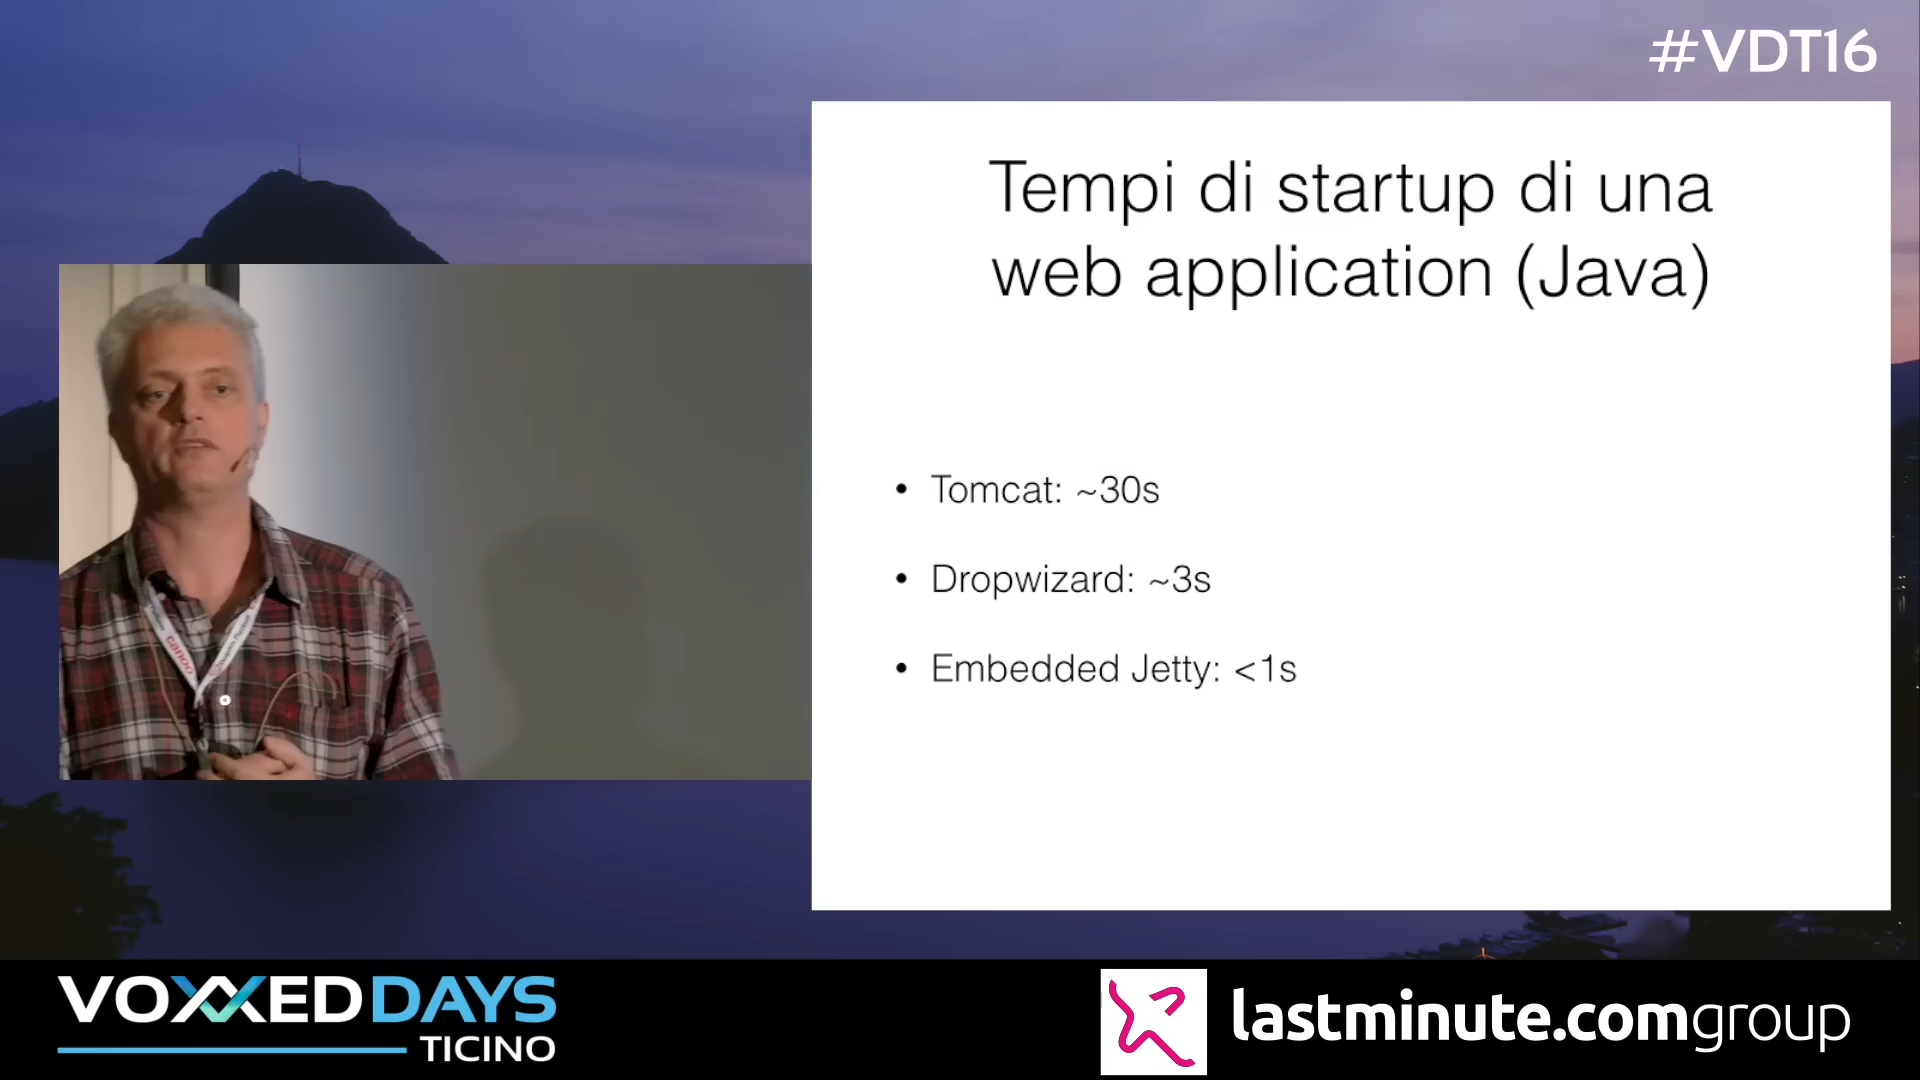 #VDT16
Tempi di startup di una
web application (Java)
• Tomcat: ~30s
• Dropwizard: ~3s
• Embedded Jetty: <1s
canoo
VOXXEDDAYS
TICINO
lastminute.comgroup